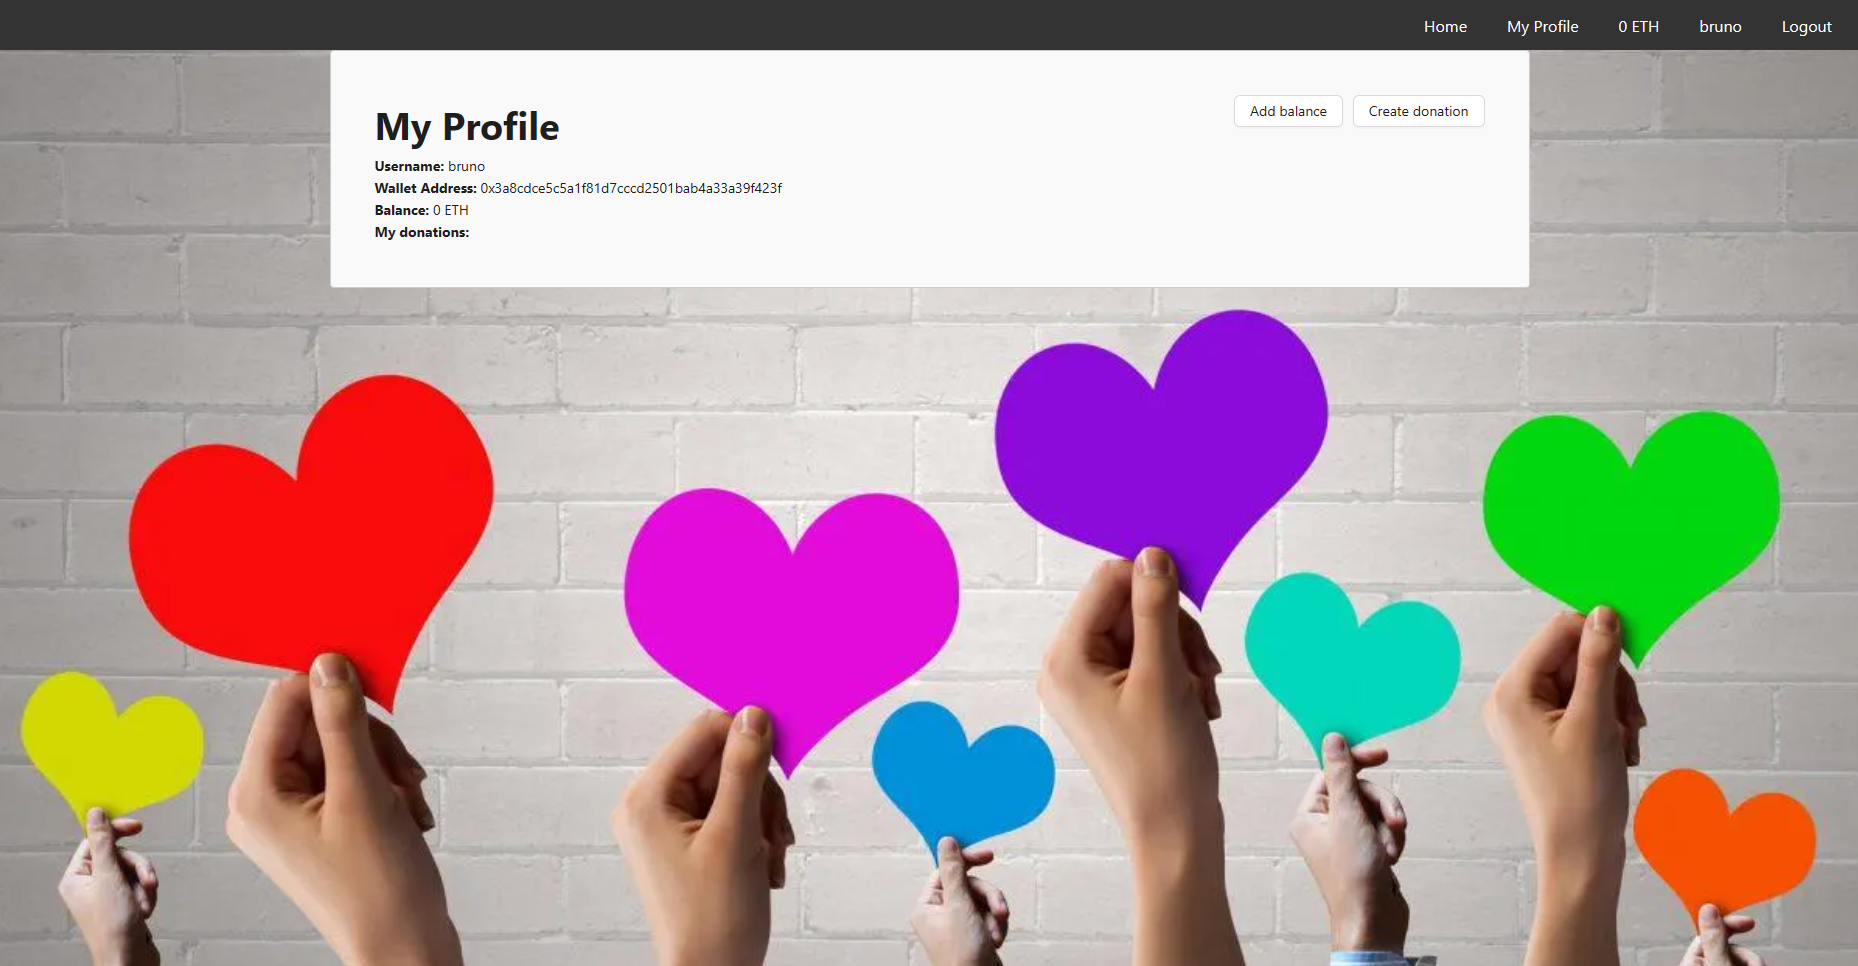 Home My Profile 0 ETH bruno Logout
Add balance Create donation
My Profile
Username: bruno
Wallet Address: 0x3a8cdce5c5a1f81d7cccd2501bab4a33a39f423f
Balance: 0 ETH
My donations: